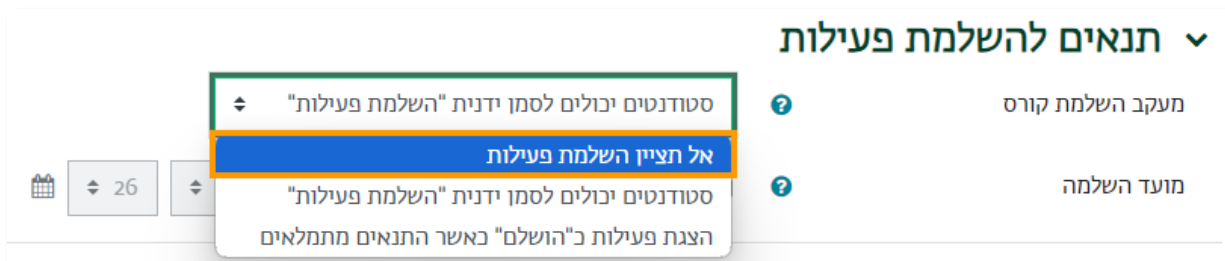 תנאים להשלמת פעילות
מעקב השלמת קורס
סטודנטים יכולים לסמן ידנית "השלמת פעילות"
אל תציין השלמת פעילות
סטודנטים יכולים לסמן ידנית "השלמת פעילות"
הצגת פעילות כ"הושלם" כאשר התנאים מתמלאים
מועד השלמה
26